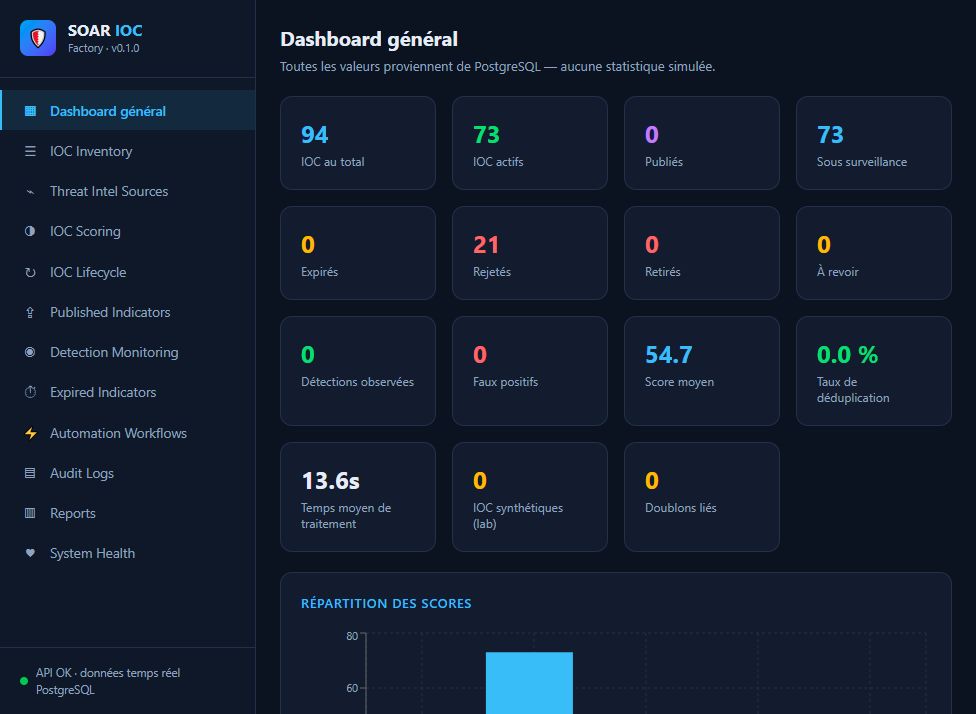 SOAR IOC
Factory · v0.1.0
Dashboard général
IOC Inventory
Threat Intel Sources
IOC Scoring
IOC Lifecycle
Published Indicators
Detection Monitoring
Expired Indicators
Automation Workflows
Audit Logs
Reports
System Health
API OK · données temps réel
PostgreSQL
Dashboard général
Toutes les valeurs proviennent de PostgreSQL — aucune statistique simulée.
94
IOC au total
73
IOC actifs
0
Publiés
73
Sous surveillance
0
Expirés
21
Rejetés
0
Retirés
0
À revoir
0
Détections observées
0
Faux positifs
54.7
Score moyen
0.0 %
Taux de
déduplication
13.6s
Temps moyen de
traitement
0
IOC synthétiques
(lab)
0
Doublons liés
RÉPARTITION DES SCORES
80
60